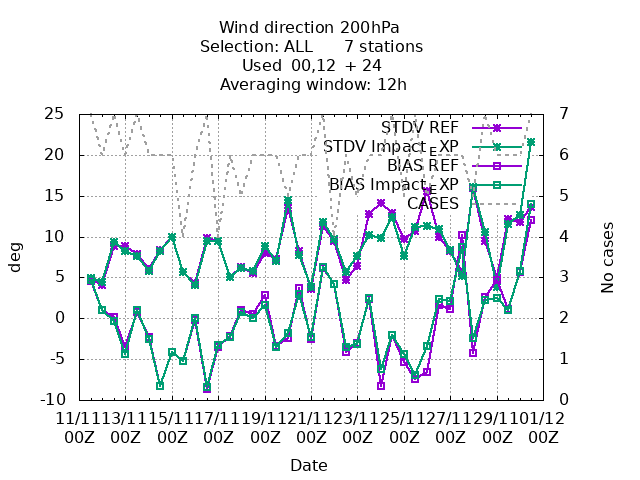 Wind direction 200hPa
Selection: ALL 7 stations
Used 00,12 + 24
Averaging window: 12h
25
20
15
10
5
0
-5
-10
7
6
5
4
3
2
1
0
deg
No cases
STDV REF
STDV Impact_EXP
BIAS REF
BIAS Impact_EXP
CASES
11/11 13/11 15/11 17/11 19/11 21/11 23/11 25/11 27/11 29/11 01/12
00Z 00Z 00Z 00Z 00Z 00Z 00Z 00Z 00Z 00Z 00Z
Date